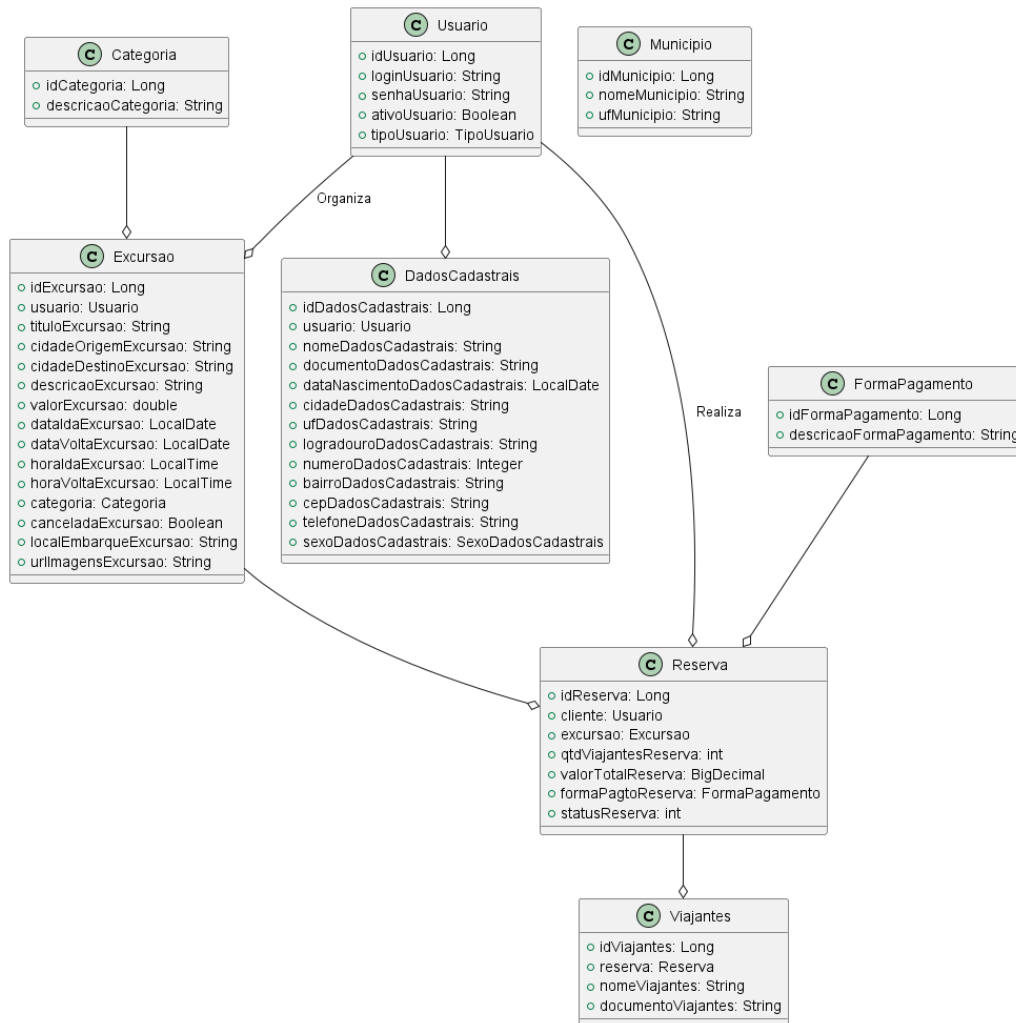 C Categoria
idCategoria: Long
descricaoCategoria: String
C Usuario
idUsuario: Long
loginUsuario: String
senhaUsuario: String
ativoUsuario: Boolean
tipoUsuario: TipoUsuario
C Municipio
idMunicipio: Long
nomeMunicipio: String
ufMunicipio: String
Organiza
C Excursao
idExcursao: Long
usuario: Usuario
tituloExcursao: String
cidadeOrigemExcursao: String
cidadeDestinoExcursao: String
descricaoExcursao: String
valorExcursao: double
dataIdaExcursao: LocalDate
dataVoltaExcursao: LocalDate
horaIdaExcursao: LocalTime
horaVoltaExcursao: LocalTime
categoria: Categoria
canceladaExcursao: Boolean
localEmbarqueExcursao: String
urlImagensExcursao: String
C DadosCadastrais
idDadosCadastrais: Long
usuario: Usuario
nomeDadosCadastrais: String
documentoDadosCadastrais: String
dataNascimentoDadosCadastrais: LocalDate
cidadeDadosCadastrais: String
ufDadosCadastrais: String
logradouroDadosCadastrais: String
numeroDadosCadastrais: Integer
bairroDadosCadastrais: String
cepDadosCadastrais: String
telefoneDadosCadastrais: String
sexoDadosCadastrais: SexoDadosCadastrais
Realiza
C FormaPagamento
idFormaPagamento: Long
descricaoFormaPagamento: String
C Reserva
idReserva: Long
cliente: Usuario
excursao: Excursao
qtdViajantesReserva: int
valorTotalReserva: BigDecimal
formaPagtoReserva: FormaPagamento
statusReserva: int
C Viajantes
idViajantes: Long
reserva: Reserva
nomeViajantes: String
documentoViajantes: String